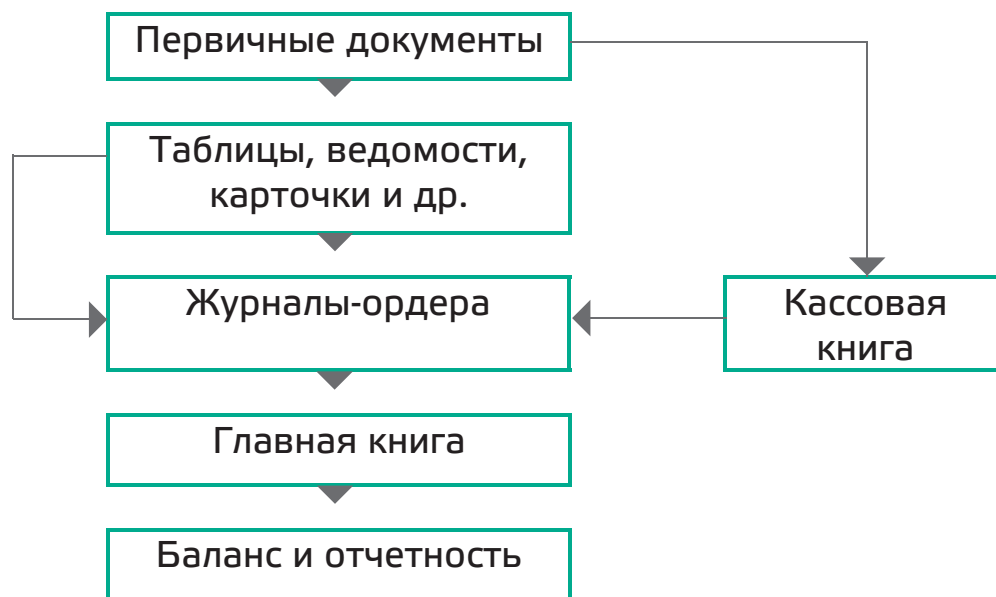 Первичные документы
Таблицы, ведомости,
карточки и др.
Журналы-ордера
Кассовая
книга
Главная книга
Баланс и отчетность